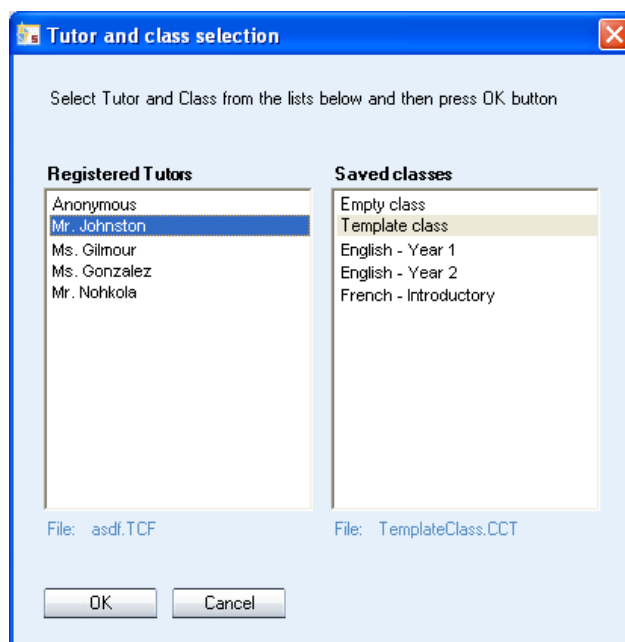 Tutor and class selection
Select Tutor and Class from the lists below and then press OK button
Registered Tutors
Anonymous
Mr. Johnston
Ms. Gilmour
Ms. Gonzalez
Mr. Nohkola
File: asdf.TCF
Saved classes
Empty class
Template class
English - Year 1
English - Year 2
French - Introductory
File: TemplateClass.CCT
OK
Cancel